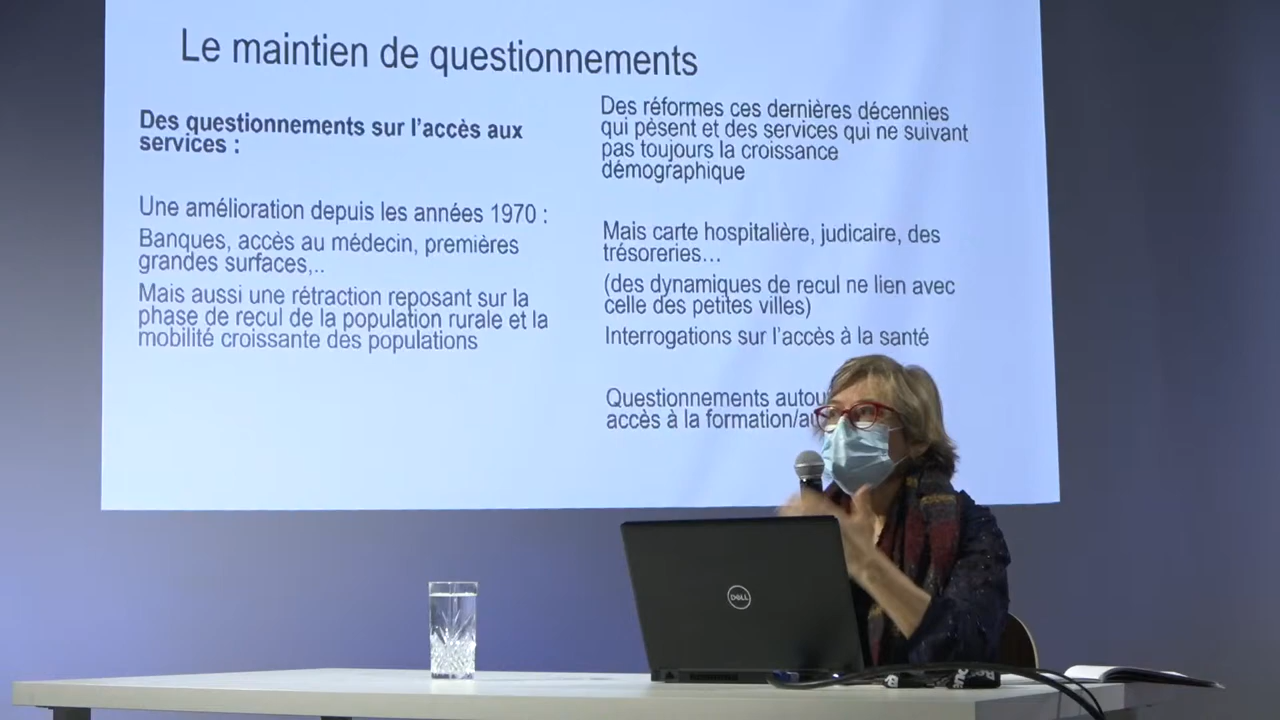 Le maintien de questionnements
Des questionnements sur l'accès aux
services :
Une amélioration depuis les années 1970 :
Banques, accès au médecin, premières
grandes surfaces,..
Mais aussi une rétraction reposant sur la
phase de recul de la population rurale et la
mobilité croissante des populations
Des réformes ces dernières décennies
qui pèsent et des services qui ne suivant
pas toujours la croissance
démographique
Mais carte hospitalière, judicaire, des
trésoreries...
(des dynamiques de recul ne lien avec
celle des petites villes)
Interrogations sur l'accès à la santé
Questionnements
accès à la
DELL